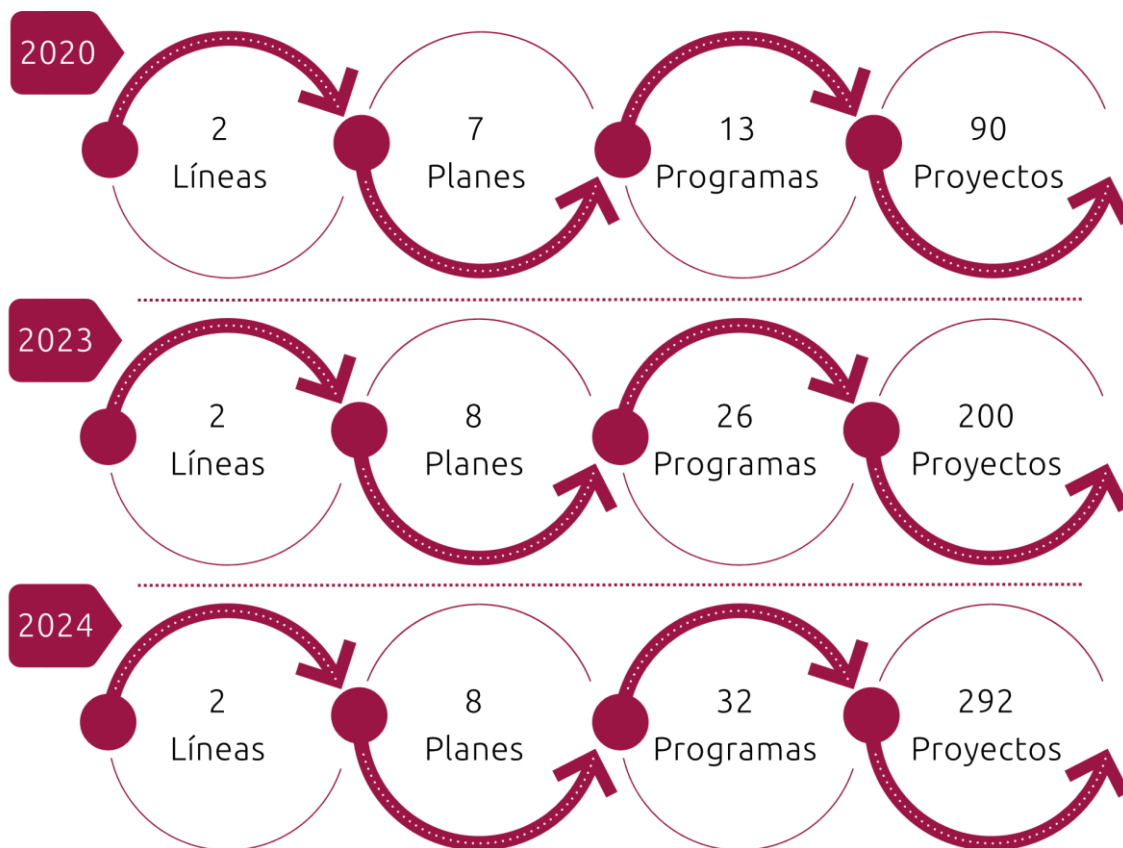 2020
2
Líneas
7
Planes
13
Programas
90
Proyectos
2023
2
Líneas
8
Planes
26
Programas
200
Proyectos
2024
2
Líneas
8
Planes
32
Programas
292
Proyectos